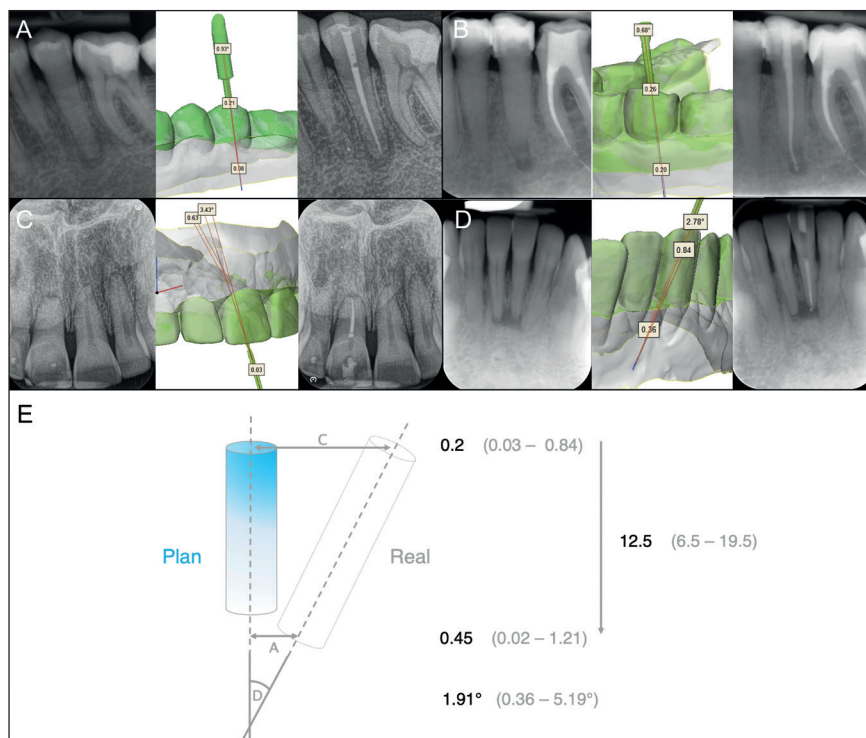 A
0.93°
0.21
0.08
B
0.68°
0.26
0.20
C
3.43°
0.63
0.03
D
2.78°
0.84
0.36
E
C
0.2 (0.03 – 0.84)
Plan
Real
12.5 (6.5 – 19.5)
A
0.45 (0.02 – 1.21)
D
1.91° (0.36 – 5.19°)